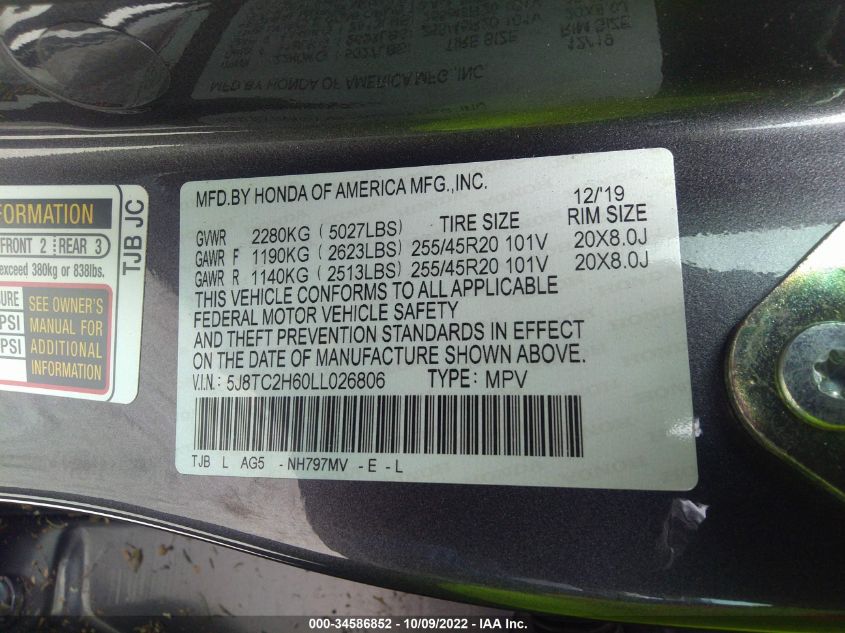 MFD.BY HONDA OF AMERICA MFG.,INC.
12/'19
GVWR 2280KG (5027LBS) TIRE SIZE RIM SIZE
GAWR F 1190KG (2623LBS) 255/45R20 101V 20X8.0J
GAWR R 1140KG (2513LBS) 255/45R20 101V 20X8.0J
THIS VEHICLE CONFORMS TO ALL APPLICABLE
FEDERAL MOTOR VEHICLE SAFETY
AND THEFT PREVENTION STANDARDS IN EFFECT
ON THE DATE OF MANUFACTURE SHOWN ABOVE.
V.I.N.: 5J8TC2H60LL026806 TYPE: MPV
TJB L AG5 -NH797MV -E -L
FRONT 2 REAR 3
exceed 380kg or 838lbs.
PSI
PSI
SEE OWNER'S
MANUAL FOR
ADDITIONAL
INFORMATION
TJB JC
000-34586852 - 10/09/2022 - IAA Inc.